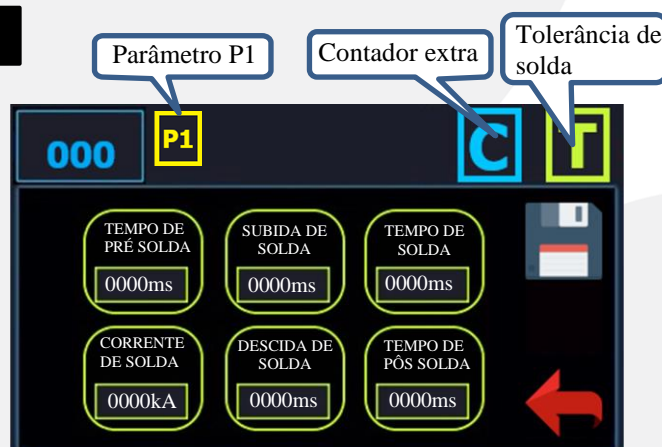 Parâmetro P1
Contador extra
Tolerância de
solda
000
P1
C
T
TEMPO DE
PRÉ SOLDA
0000ms
SUBIDA DE
SOLDA
0000ms
TEMPO DE
SOLDA
0000ms
CORRENTE
DE SOLDA
0000kA
DESCIDA DE
SOLDA
0000ms
TEMPO DE
PÔS SOLDA
0000ms